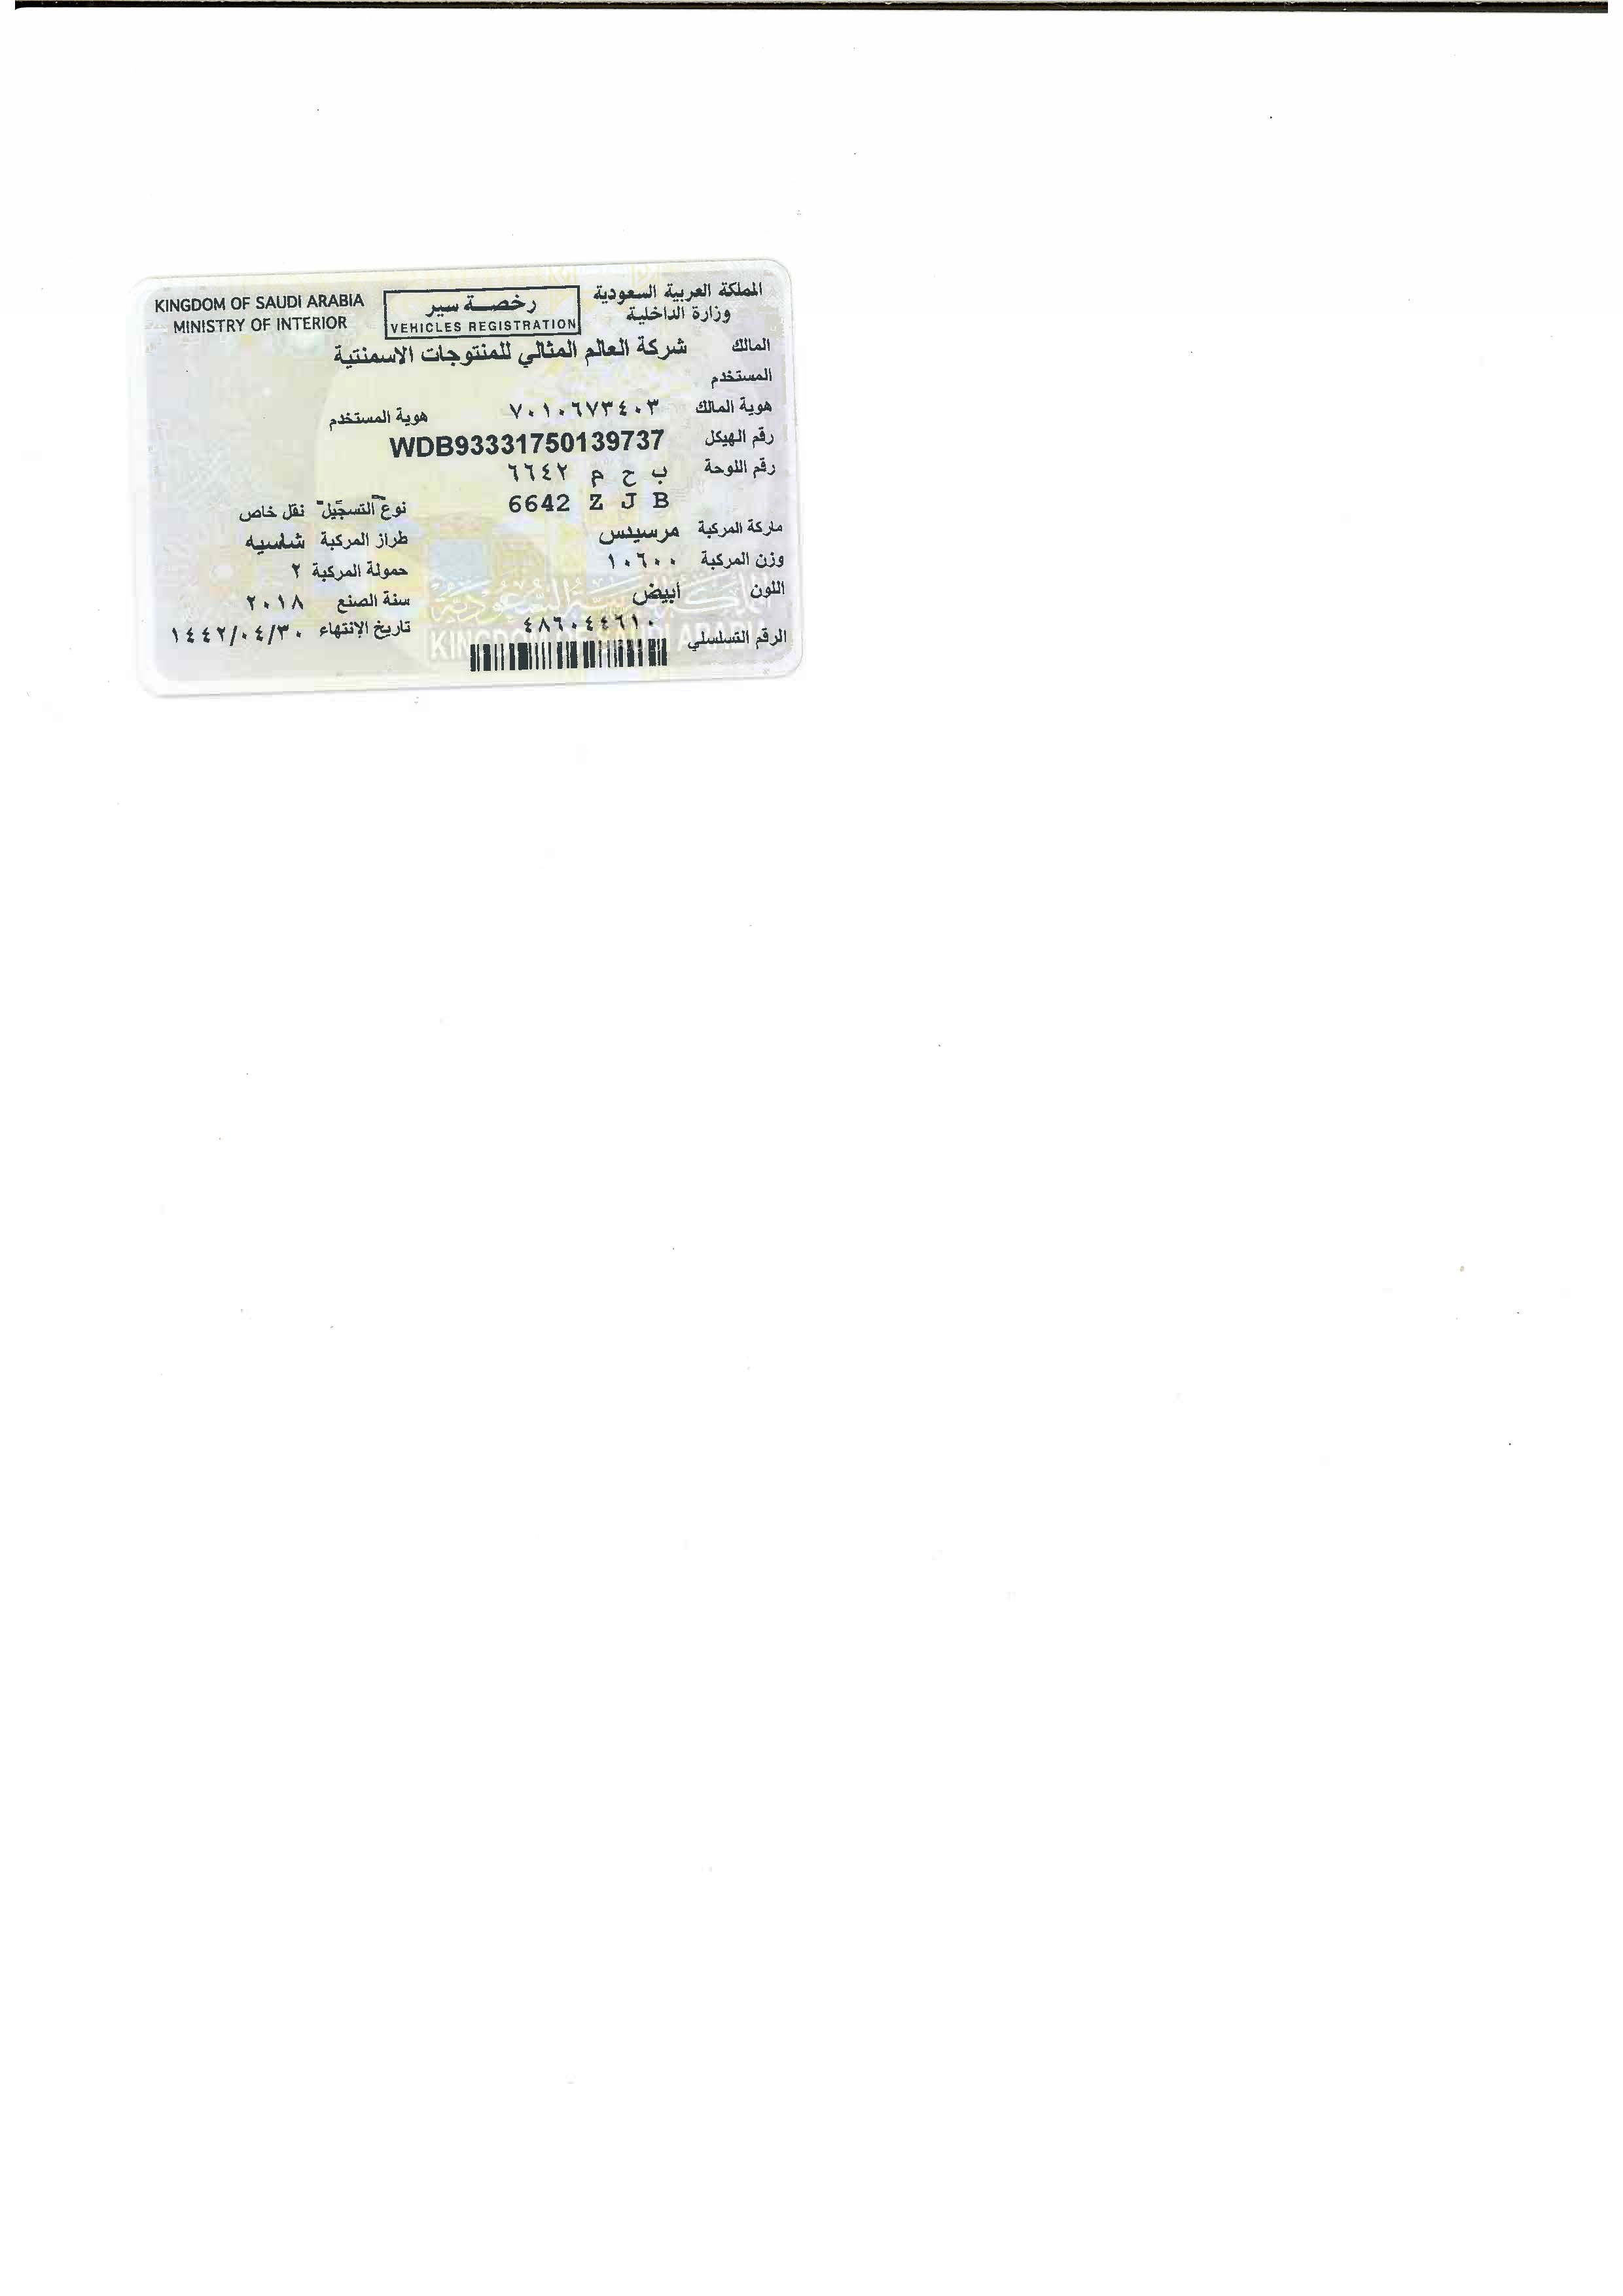 KINGDOM OF SAUDI ARABIA رخصة سير المملكة العربية السعودية
MINISTRY OF INTERIOR VEHICLES REGISTRATION وزارة الداخلية
المالك شركة العالم المثالي للمنتوجات الاسمنتية
المستخدم
هوية المالك ٧٠١٠٦٧٣٤٠٣ هوية المستخدم
رقم الهيكل WDB93331750139737
رقم اللوحة ب ح م ٦٦٤٢
6642 Z J B نوع التسجيل نقل خاص
ماركة المركبة مرسيدس طراز المركبة شاسيه
وزن المركبة ١٠٦٠٠ حمولة المركبة ٢
اللون أبيض سنة الصنع ٢٠١٨
الرقم التسلسلي ٤٨٦٠٤٤٦١٠ تاريخ الإنتهاء ١٤٤٢/٠٤/٣٠
المملكة العربية السعودية
KINGDOM OF SAUDI ARABIA